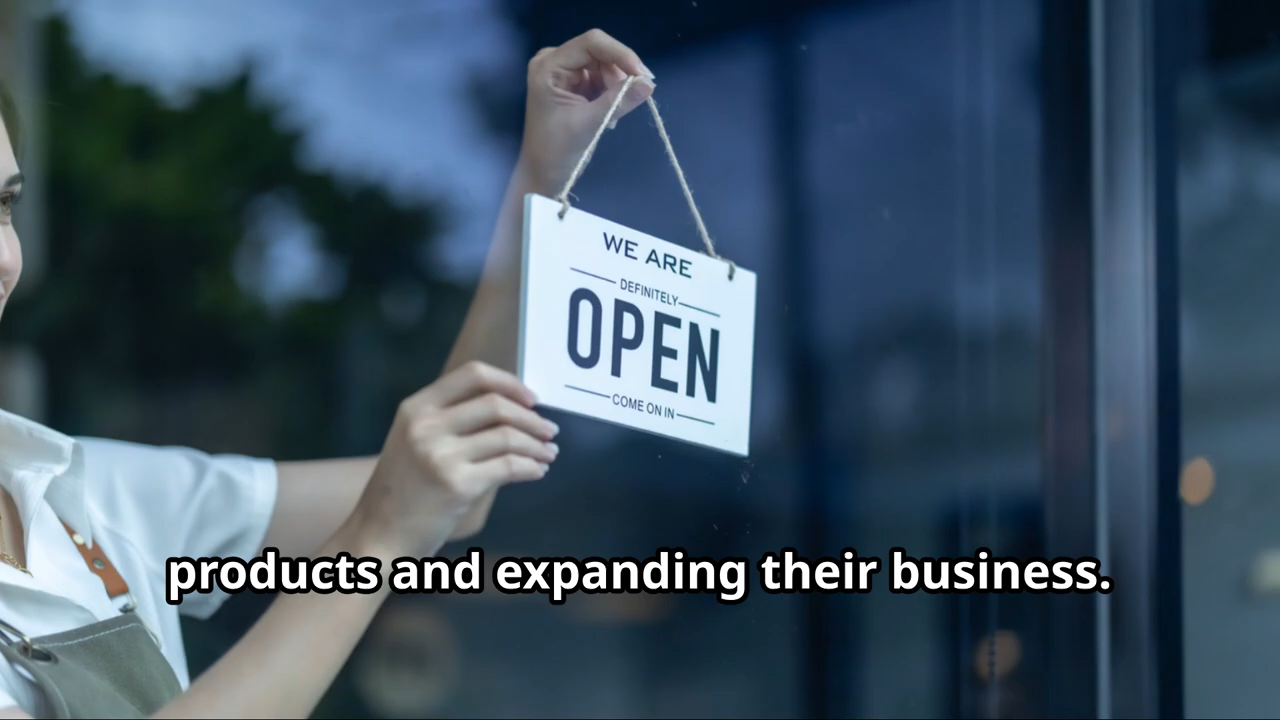 WE ARE
DEFINITELY
OPEN
COME ON IN
products and expanding their business.